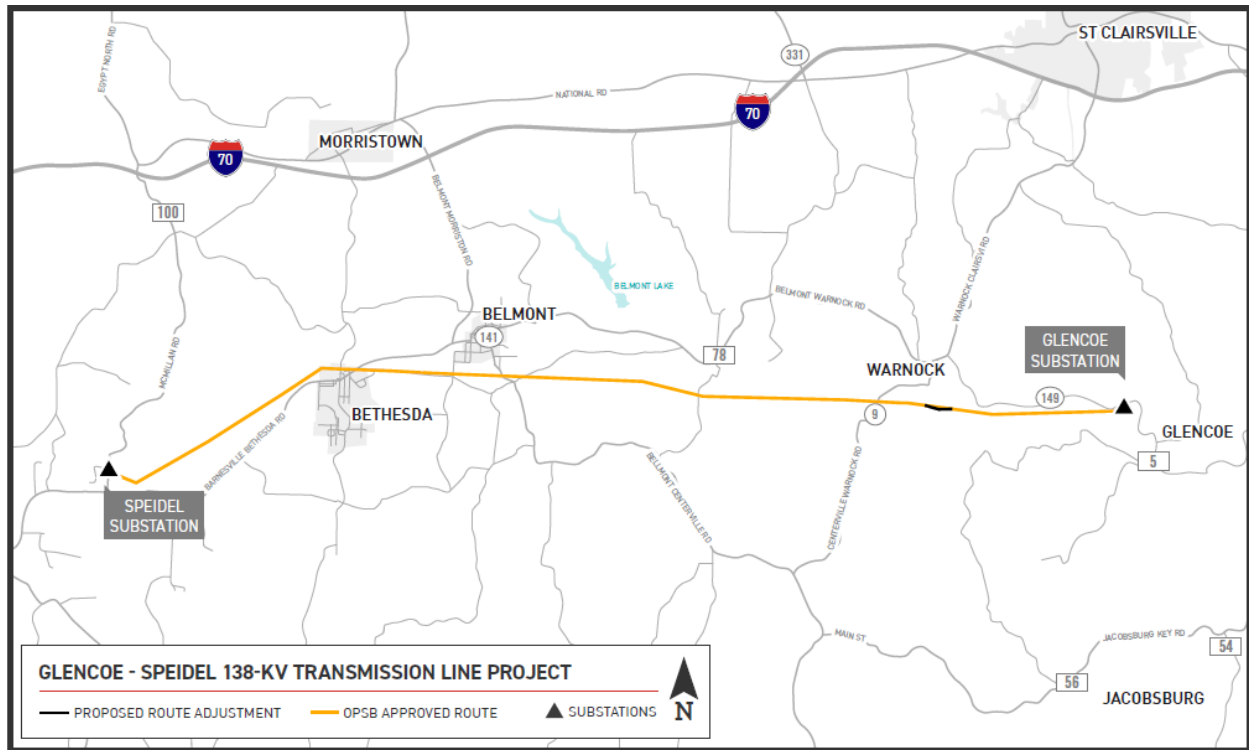 ST CLAIRSVILLE
EGYPT NORTH RD
331
NATIONAL RD
70
MORRISTOWN
70
BELMONT MORRISTON RD
100
WARNOCK CLAIRSVI RD
BELMONT LAKE
BELMONT WARNOCK RD
BELMONT
141
MCMILLAN RD
78
GLENCOE
SUBSTATION
WARNOCK
149
BETHESDA
9
GLENCOE
5
BARNESVILLE BETHESDA RD
SPEIDEL
SUBSTATION
BELLMONT CENTERVILLE RD
CENTERVILLE WARNOCK RD
MAIN ST
JACOBSBURG KEY RD
54
56
JACOBSBURG
GLENCOE - SPEIDEL 138-KV TRANSMISSION LINE PROJECT
PROPOSED ROUTE ADJUSTMENT
OPSB APPROVED ROUTE
SUBSTATIONS
N